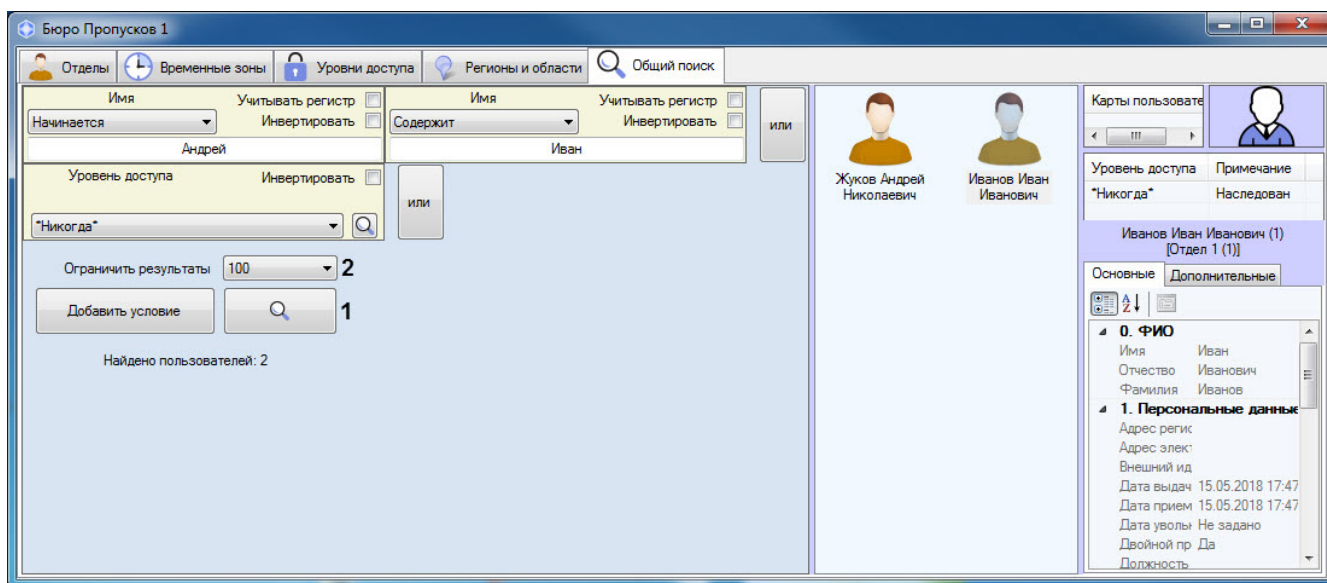 Бюро Пропусков 1
Отделы
Временные зоны
Уровни доступа
Регионы и области
Общий поиск
Имя
Учитывать регистр
Начинается
Инвертировать
Андрей
Имя
Учитывать регистр
Содержит
Инвертировать
Иван
или
Уровень доступа
Инвертировать
*Никогда*
или
Ограничить результаты 100 2
Добавить условие 1
Найдено пользователей: 2
Жуков Андрей
Николаевич
Иванов Иван
Иванович
Карты пользовате
Уровень доступа Примечание
*Никогда* Наследован
Иванов Иван Иванович (1)
[Отдел 1 (1)]
Основные Дополнительные
0. ФИО
Имя Иван
Отчество Иванович
Фамилия Иванов
1. Персональные данные
Адрес регис
Адрес элект
Внешний ид
Дата выдач 15.05.2018 17:47
Дата прием 15.05.2018 17:47
Дата уволь Не задано
Двойной пр Да
Должность